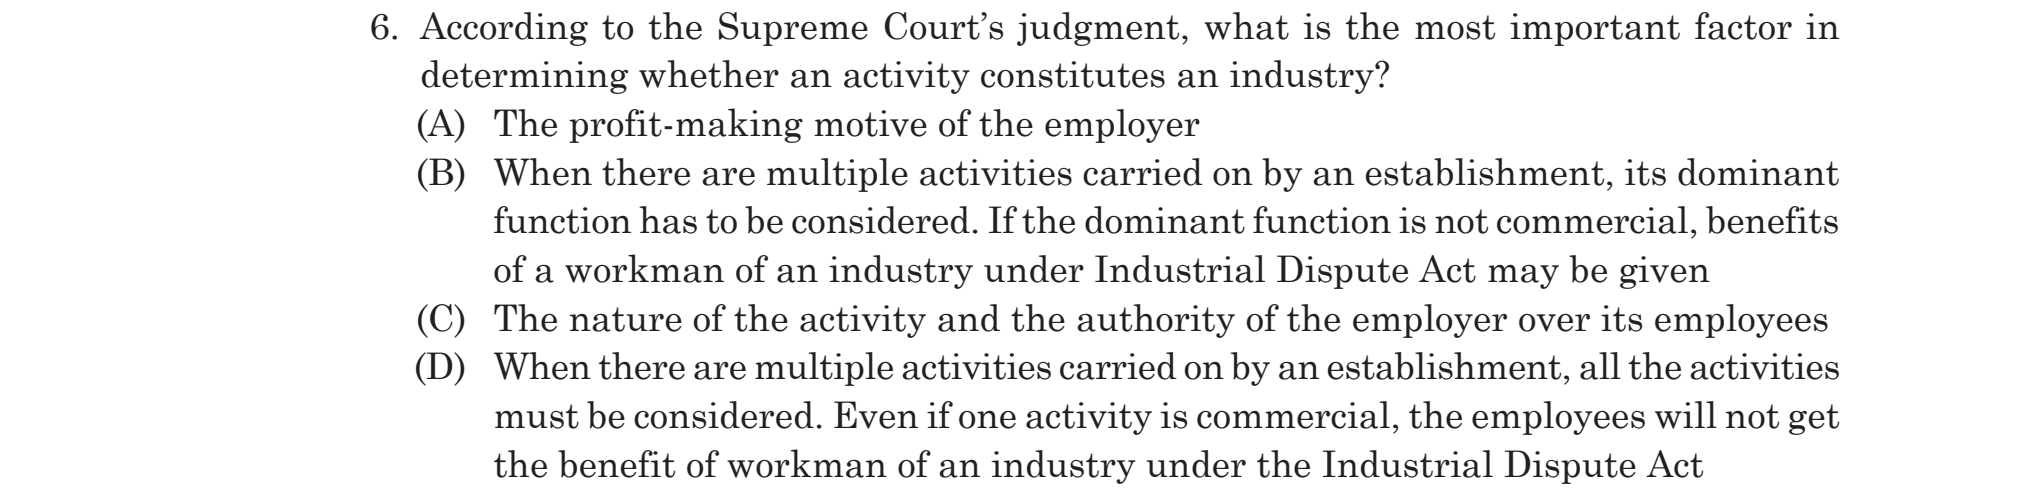 6. According to the Supreme Court’s judgment, what is the most important factor in
determining whether an activity constitutes an industry?
(A) The profit-making motive of the employer
(B) When there are multiple activities carried on by an establishment, its dominant
function has to be considered. If the dominant function is not commercial, benefits
of a workman of an industry under Industrial Dispute Act may be given
(C) The nature of the activity and the authority of the employer over its employees
(D) When there are multiple activities carried on by an establishment, all the activities
must be considered. Even if one activity is commercial, the employees will not get
the benefit of workman of an industry under the Industrial Dispute Act